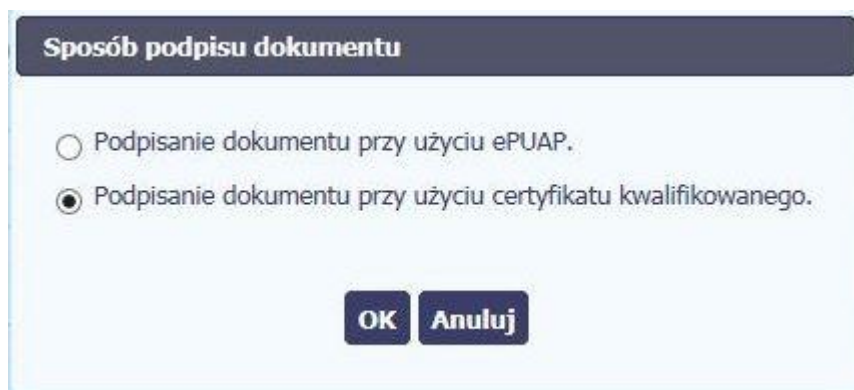 Sposób podpisu dokumentu
Podpisanie dokumentu przy użyciu ePUAP.
Podpisanie dokumentu przy użyciu certyfikatu kwalifikowanego.
OK Anuluj